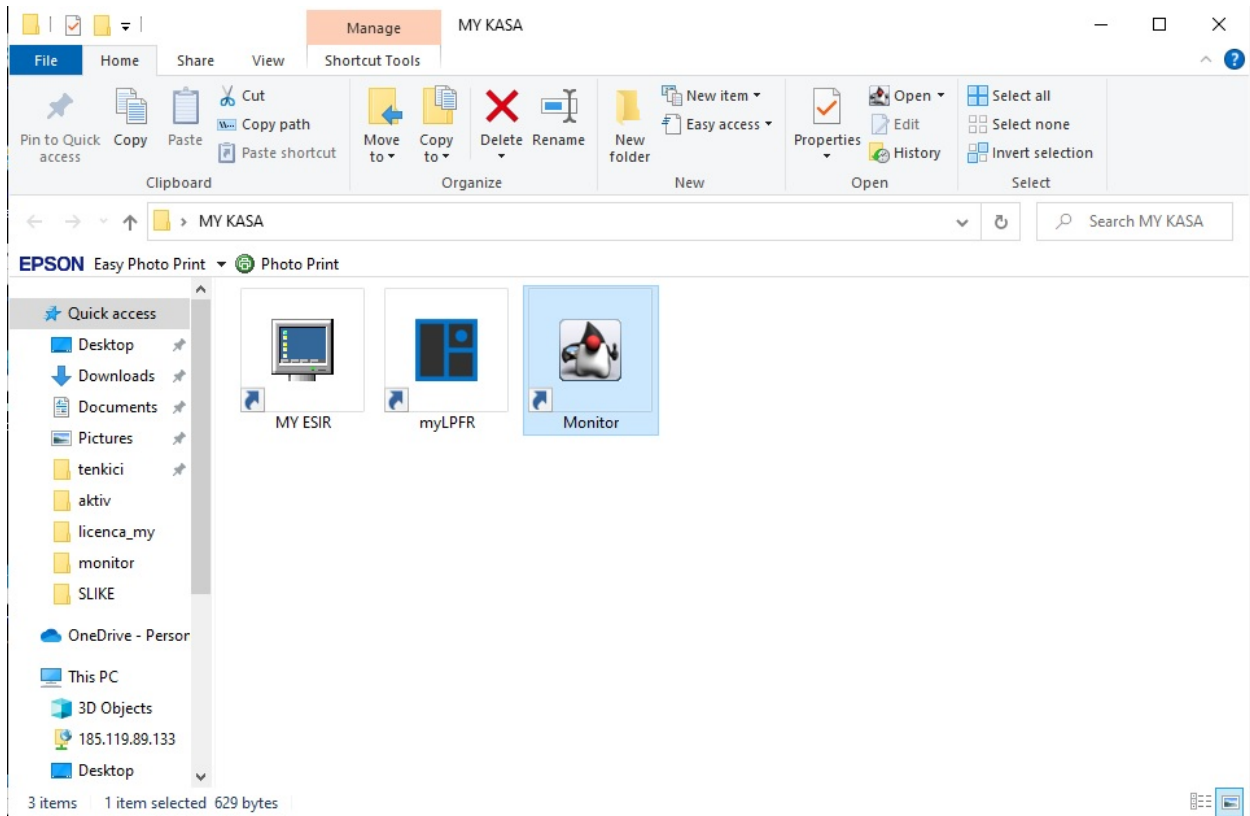 Manage
MY KASA
File
Home
Share
View
Shortcut Tools
Pin to Quick access
Copy
Paste
Cut
Copy path
Paste shortcut
Clipboard
Move to
Copy to
Delete
Rename
Organize
New folder
New item
Easy access
New
Properties
Open
Edit
History
Open
Select all
Select none
Invert selection
Select
MY KASA
Search MY KASA
EPSON Easy Photo Print
Photo Print
Quick access
Desktop
Downloads
Documents
Pictures
tenkici
aktiv
licenca_my
monitor
SLIKE
OneDrive - Person
This PC
3D Objects
185.119.89.133
Desktop
MY ESIR
myLPFR
Monitor
3 items
1 item selected 629 bytes